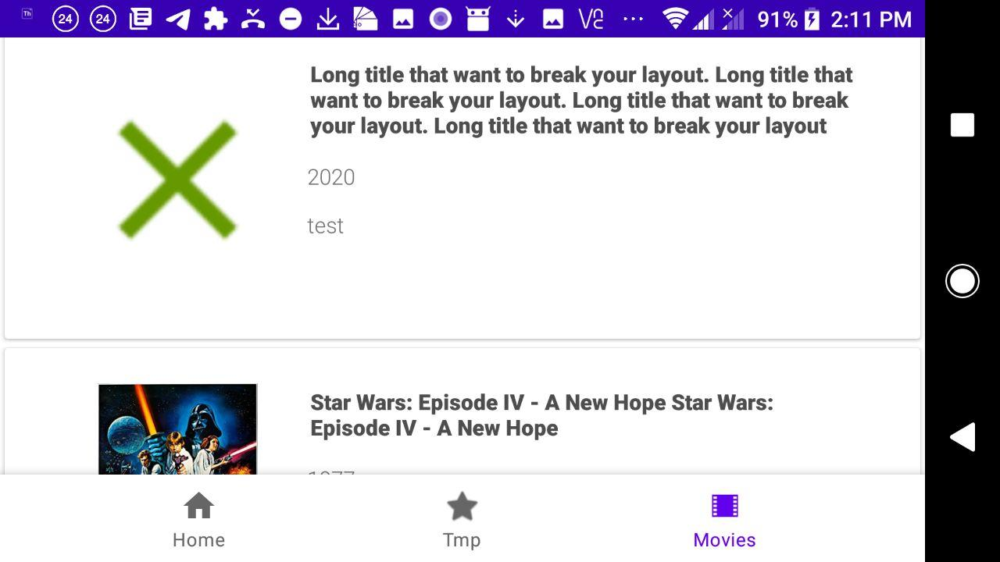 Th 24 24 91% 2:11 PM
Long title that want to break your layout. Long title that
want to break your layout. Long title that want to break
your layout. Long title that want to break your layout
2020
test
Star Wars: Episode IV - A New Hope Star Wars:
Episode IV - A New Hope
1977
Home Tmp Movies